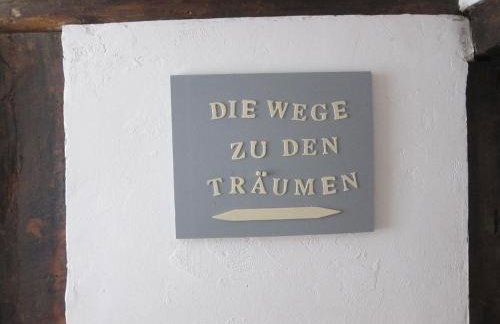 DIE WEGE
ZU DEN
TRÄUMEN